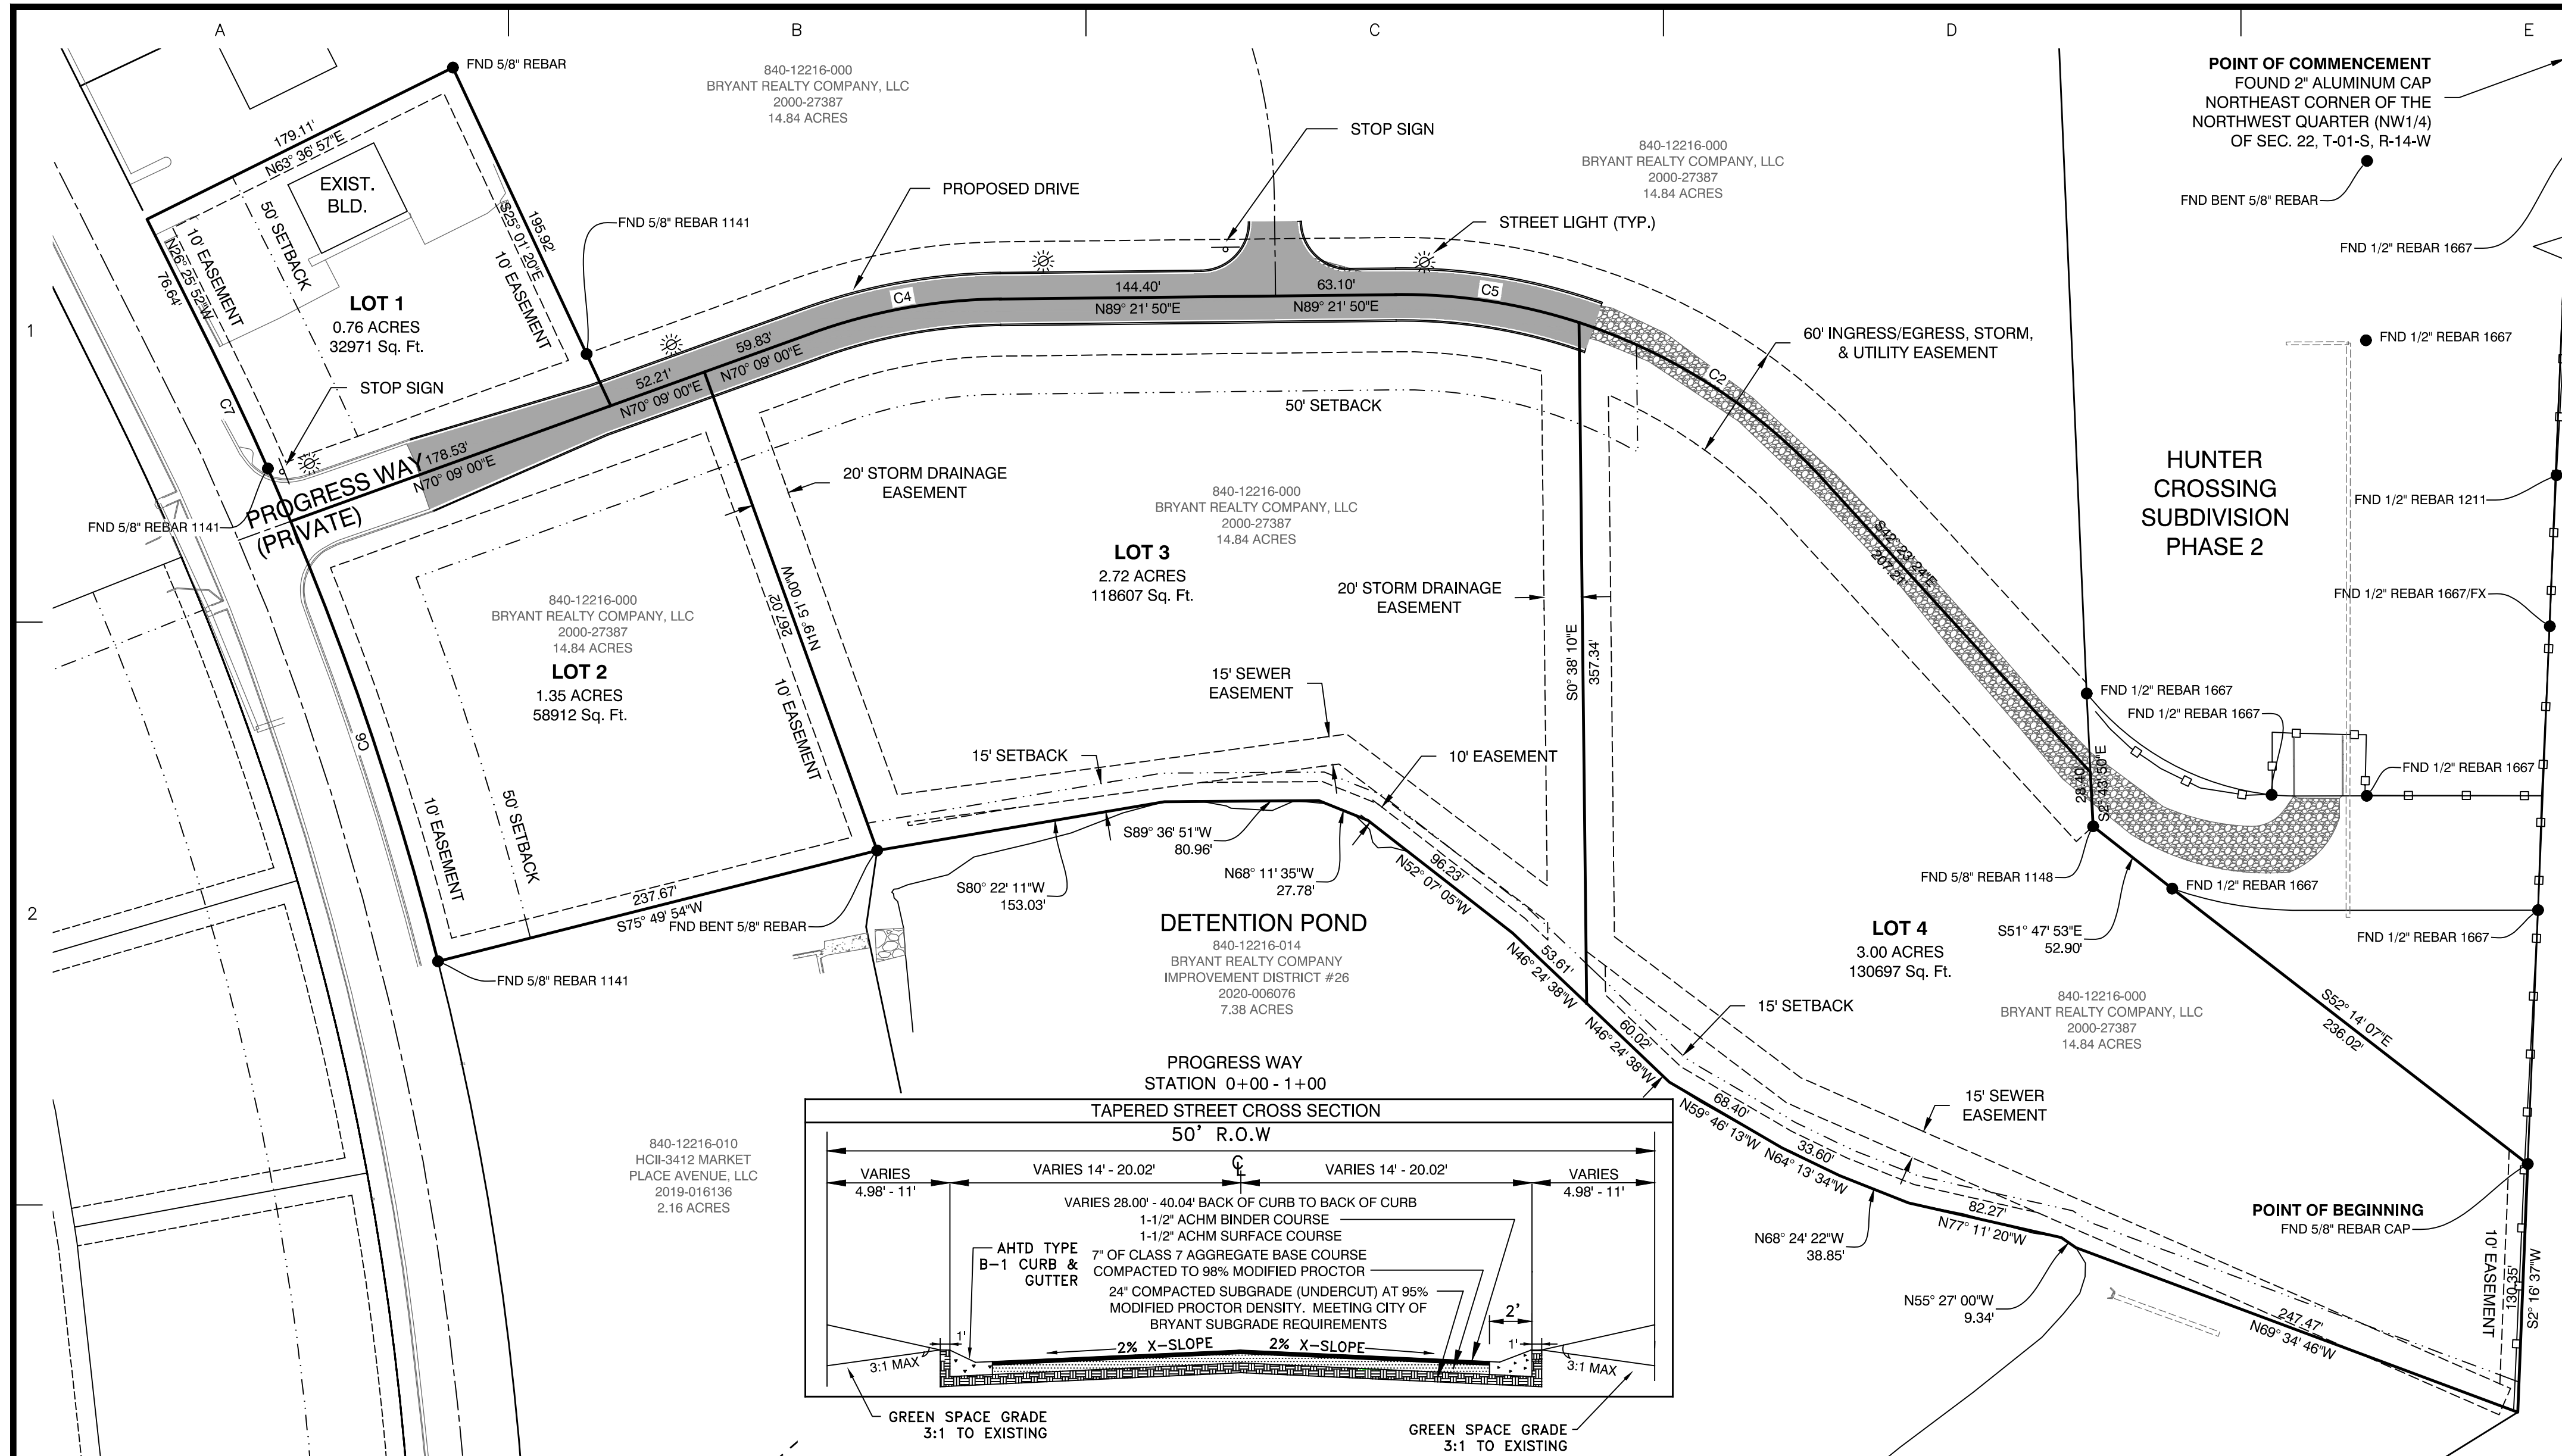 A
B
C
D
E
1
2
FND 5/8" REBAR
840-12216-000
BRYANT REALTY COMPANY, LLC
2000-27387
14.84 ACRES
STOP SIGN
840-12216-000
BRYANT REALTY COMPANY, LLC
2000-27387
14.84 ACRES
POINT OF COMMENCEMENT
FOUND 2" ALUMINUM CAP
NORTHEAST CORNER OF THE
NORTHWEST QUARTER (NW1/4)
OF SEC. 22, T-01-S, R-14-W
FND BENT 5/8" REBAR
FND 1/2" REBAR 1667
FND 1/2" REBAR 1667
179.11'
N63° 36' 57"E
EXIST.
BLD.
50' SETBACK
10' EASEMENT
N26° 25' 52"W
76.64'
195.92'
S25° 01' 20"E
10' EASEMENT
LOT 1
0.76 ACRES
32971 Sq. Ft.
FND 5/8" REBAR 1141
PROPOSED DRIVE
STREET LIGHT (TYP.)
C4
144.40'
N89° 21' 50"E
63.10'
N89° 21' 50"E
C5
59.83'
N70° 09' 00"E
52.21'
N70° 09' 00"E
178.53'
N70° 09' 00"E
STOP SIGN
C7
FND 5/8" REBAR 1141
PROGRESS WAY
(PRIVATE)
60' INGRESS/EGRESS, STORM,
& UTILITY EASEMENT
C2
50' SETBACK
20' STORM DRAINAGE
EASEMENT
840-12216-000
BRYANT REALTY COMPANY, LLC
2000-27387
14.84 ACRES
LOT 3
2.72 ACRES
118607 Sq. Ft.
20' STORM DRAINAGE
EASEMENT
S42° 23' 24"E
207.21'
HUNTER
CROSSING
SUBDIVISION
PHASE 2
FND 1/2" REBAR 1211
FND 1/2" REBAR 1667/FX
840-12216-000
BRYANT REALTY COMPANY, LLC
2000-27387
14.84 ACRES
LOT 2
1.35 ACRES
58912 Sq. Ft.
N19° 51' 00"W
267.02'
10' EASEMENT
S0° 38' 10"E
357.34'
15' SEWER
EASEMENT
15' SETBACK
10' EASEMENT
FND 1/2" REBAR 1667
FND 1/2" REBAR 1667
FND 1/2" REBAR 1667
28.40'
S2° 43' 50"E
C6
10' EASEMENT
50' SETBACK
237.67'
S75° 49' 54"W
FND BENT 5/8" REBAR
FND 5/8" REBAR 1141
S80° 22' 11"W
153.03'
S89° 36' 51"W
80.96'
N68° 11' 35"W
27.78'
96.23'
N52° 07' 05"W
53.61'
N46° 24' 38"W
60.02'
N46° 24' 38"W
DETENTION POND
840-12216-014
BRYANT REALTY COMPANY
IMPROVEMENT DISTRICT #26
2020-006076
7.38 ACRES
FND 5/8" REBAR 1148
FND 1/2" REBAR 1667
S51° 47' 53"E
52.90'
FND 1/2" REBAR 1667
LOT 4
3.00 ACRES
130697 Sq. Ft.
840-12216-000
BRYANT REALTY COMPANY, LLC
2000-27387
14.84 ACRES
15' SETBACK
S52° 14' 07"E
236.02'
15' SEWER
EASEMENT
68.40'
N59° 46' 13"W
33.60'
N64° 13' 34"W
N68° 24' 22"W
38.85'
82.27'
N77° 11' 20"W
N55° 27' 00"W
9.34'
247.47'
N69° 34' 46"W
POINT OF BEGINNING
FND 5/8" REBAR CAP
10' EASEMENT
130.35'
S2° 16' 37"W
840-12216-010
HCII-3412 MARKET
PLACE AVENUE, LLC
2019-016136
2.16 ACRES
PROGRESS WAY
STATION 0+00 - 1+00
TAPERED STREET CROSS SECTION
50' R.O.W
VARIES
4.98' - 11'
VARIES 14' - 20.02'
℄
VARIES 14' - 20.02'
VARIES
4.98' - 11'
VARIES 28.00' - 40.04' BACK OF CURB TO BACK OF CURB
1-1/2" ACHM BINDER COURSE
1-1/2" ACHM SURFACE COURSE
7" OF CLASS 7 AGGREGATE BASE COURSE
COMPACTED TO 98% MODIFIED PROCTOR
24" COMPACTED SUBGRADE (UNDERCUT) AT 95%
MODIFIED PROCTOR DENSITY. MEETING CITY OF
BRYANT SUBGRADE REQUIREMENTS
AHTD TYPE
B-1 CURB &
GUTTER
2'
1'
1'
2% X-SLOPE
2% X-SLOPE
3:1 MAX
3:1 MAX
GREEN SPACE GRADE
3:1 TO EXISTING
GREEN SPACE GRADE
3:1 TO EXISTING